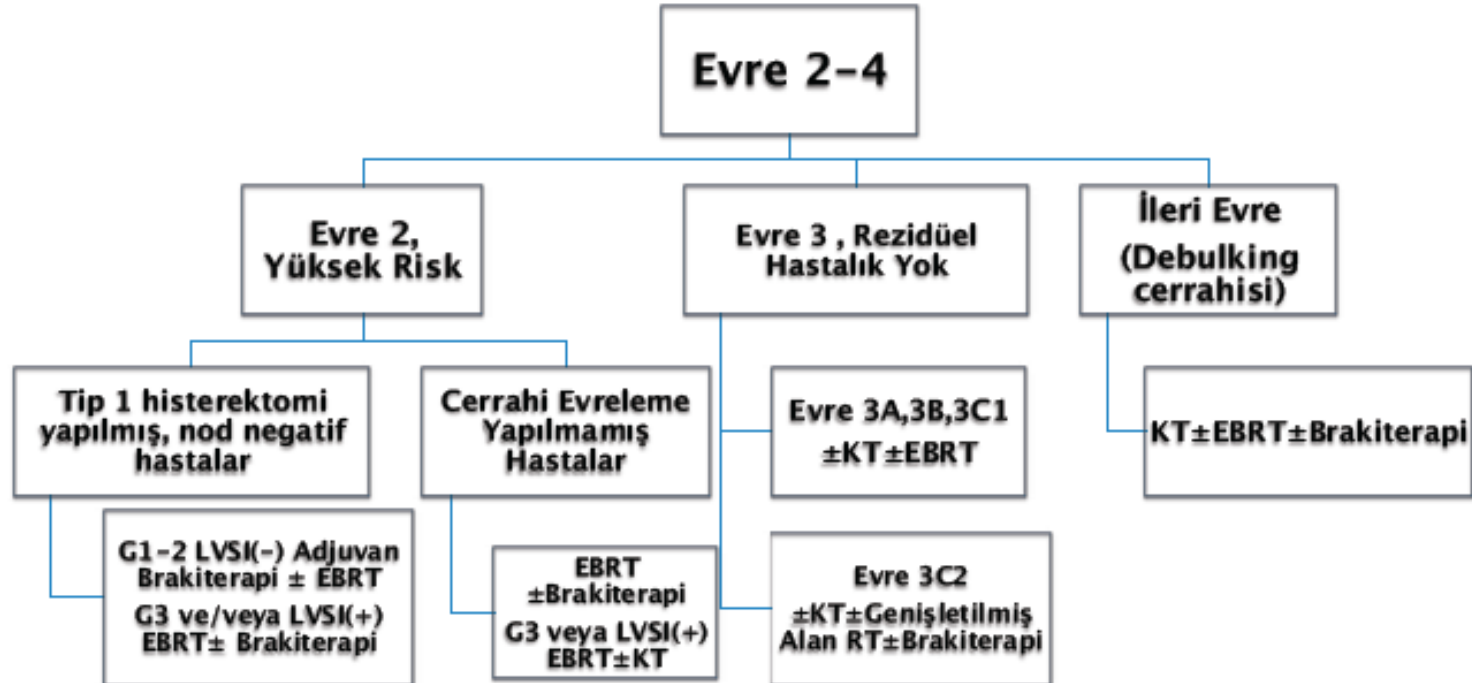 Evre 2-4
Evre 2,
Yüksek Risk
Evre 3 , Rezidüel
Hastalık Yok
İleri Evre
(Debulking
cerrahisi)
Tip 1 histerektomi
yapılmış, nod negatif
hastalar
Cerrahi Evreleme
Yapılmamış
Hastalar
Evre 3A,3B,3C1
±KT±EBRT
KT±EBRT±Brakiterapi
G1-2 LVSI(-) Adjuvan
Brakiterapi ± EBRT
G3 ve/veya LVSI(+)
EBRT± Brakiterapi
EBRT
±Brakiterapi
G3 veya LVSI(+)
EBRT±KT
Evre 3C2
±KT±Genişletilmiş
Alan RT±Brakiterapi